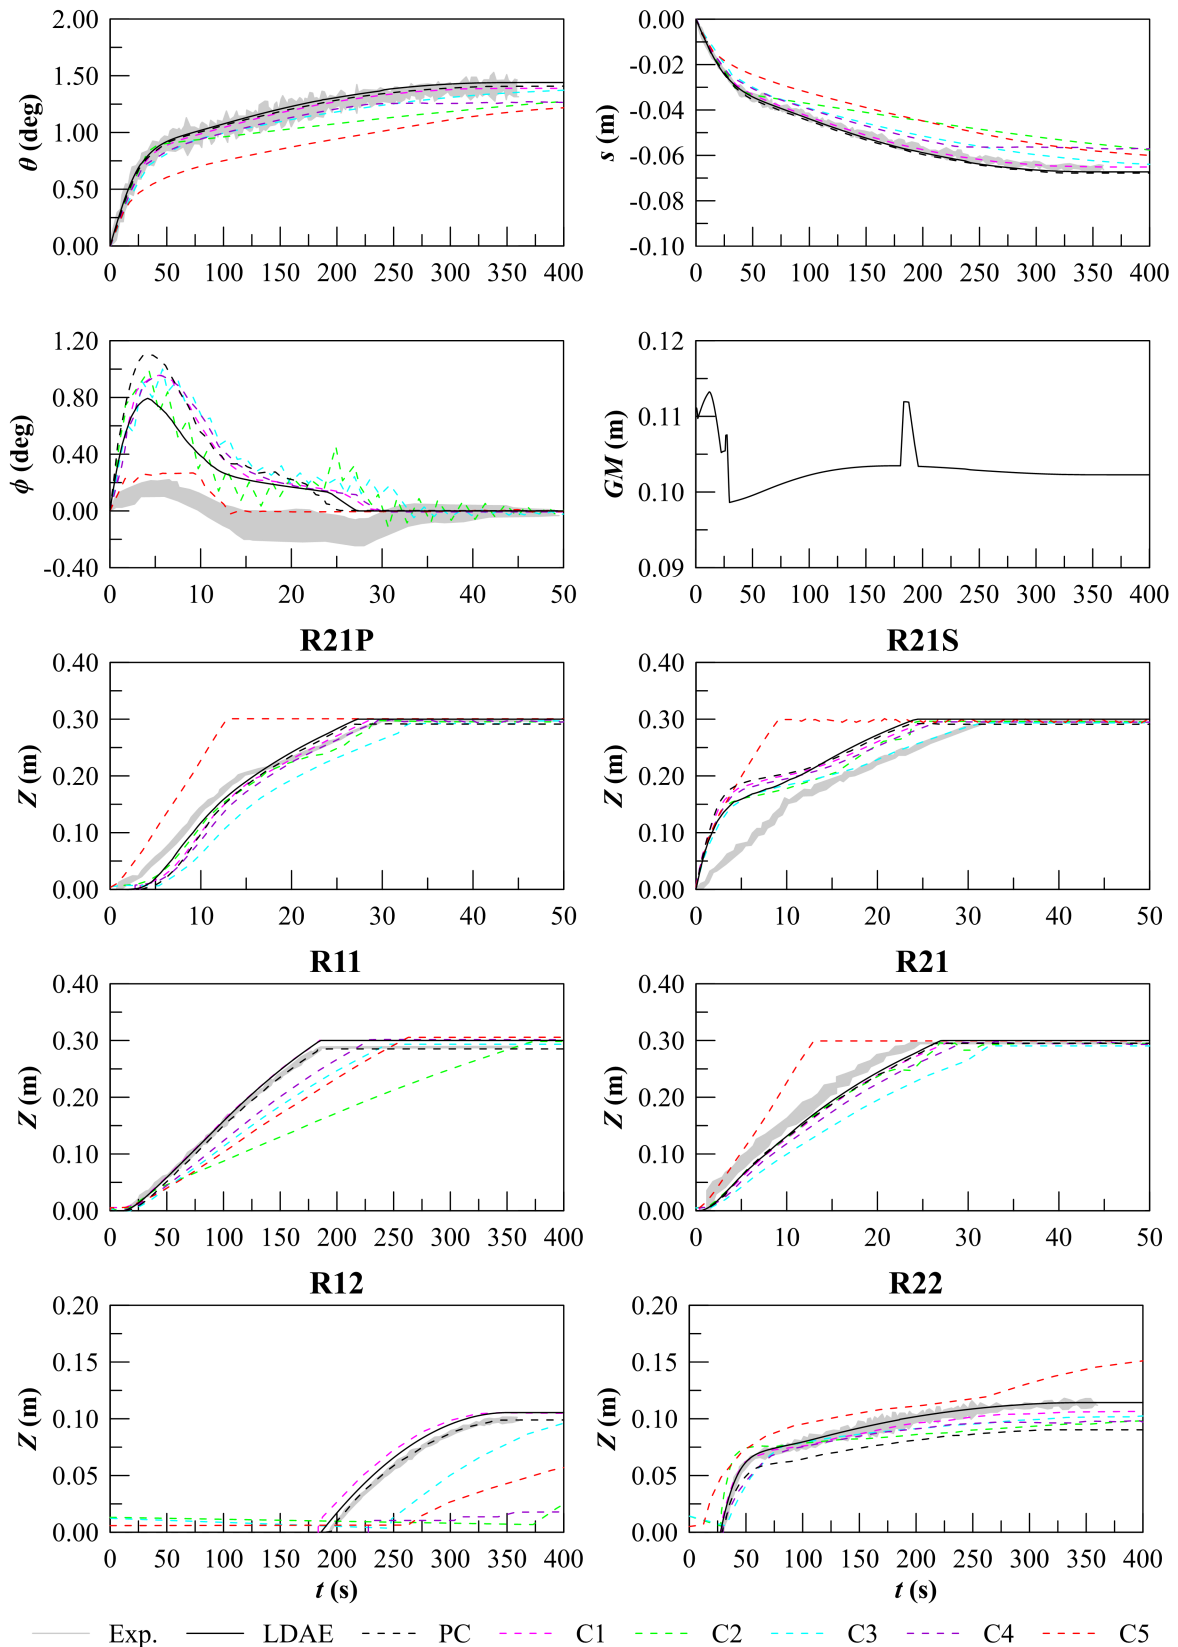 2.00
1.50
1.00
0.50
0.00
θ (deg)
0 50 100 150 200 250 300 350 400
0.00
-0.02
-0.04
-0.06
-0.08
-0.10
s (m)
0 50 100 150 200 250 300 350 400
1.20
0.80
0.40
0.00
-0.40
ϕ (deg)
0 10 20 30 40 50
0.12
0.11
0.10
0.09
GM (m)
0 50 100 150 200 250 300 350 400
R21P
0.40
0.30
0.20
0.10
0.00
Z (m)
0 10 20 30 40 50
R21S
0.40
0.30
0.20
0.10
0.00
Z (m)
0 10 20 30 40 50
R11
0.40
0.30
0.20
0.10
0.00
Z (m)
0 50 100 150 200 250 300 350 400
R21
0.40
0.30
0.20
0.10
0.00
Z (m)
0 10 20 30 40 50
R12
0.20
0.15
0.10
0.05
0.00
Z (m)
0 50 100 150 200 250 300 350 400
t (s)
R22
0.20
0.15
0.10
0.05
0.00
Z (m)
0 50 100 150 200 250 300 350 400
t (s)
Exp. LDAE PC C1 C2 C3 C4 C5